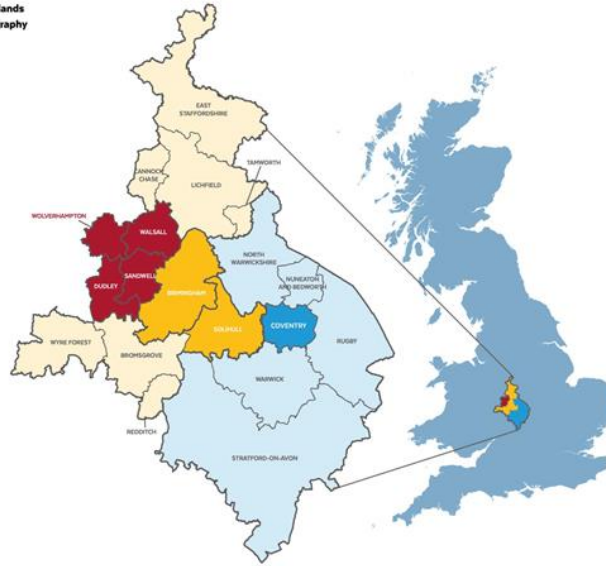 lands
raphy
EAST
STAFFORDSHIRE
TAMWORTH
CANNOCK
CHASE
LICHFIELD
WOLVERHAMPTON
WALSALL
NORTH
WARWICKSHIRE
SANDWELL
DUDLEY
NUNEATON
AND BEDWORTH
BIRMINGHAM
SOLIHULL
COVENTRY
WYRE FOREST
RUGBY
BROMSGROVE
WARWICK
REDDITCH
STRATFORD-ON-AVON